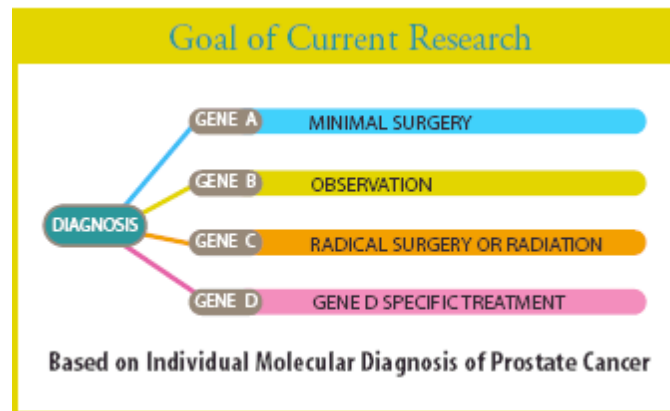 Goal of Current Research
GENE A MINIMAL SURGERY
GENE B OBSERVATION
DIAGNOSIS
GENE C RADICAL SURGERY OR RADIATION
GENE D GENE D SPECIFIC TREATMENT
Based on Individual Molecular Diagnosis of Prostate Cancer